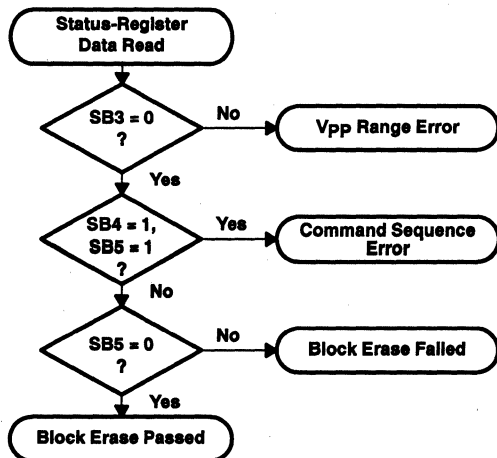 Status-Register
Data Read
SB3 = 0
?
No
VPP Range Error
Yes
SB4 = 1,
SB5 = 1
?
Yes
Command Sequence
Error
No
SB5 = 0
?
No
Block Erase Failed
Yes
Block Erase Passed